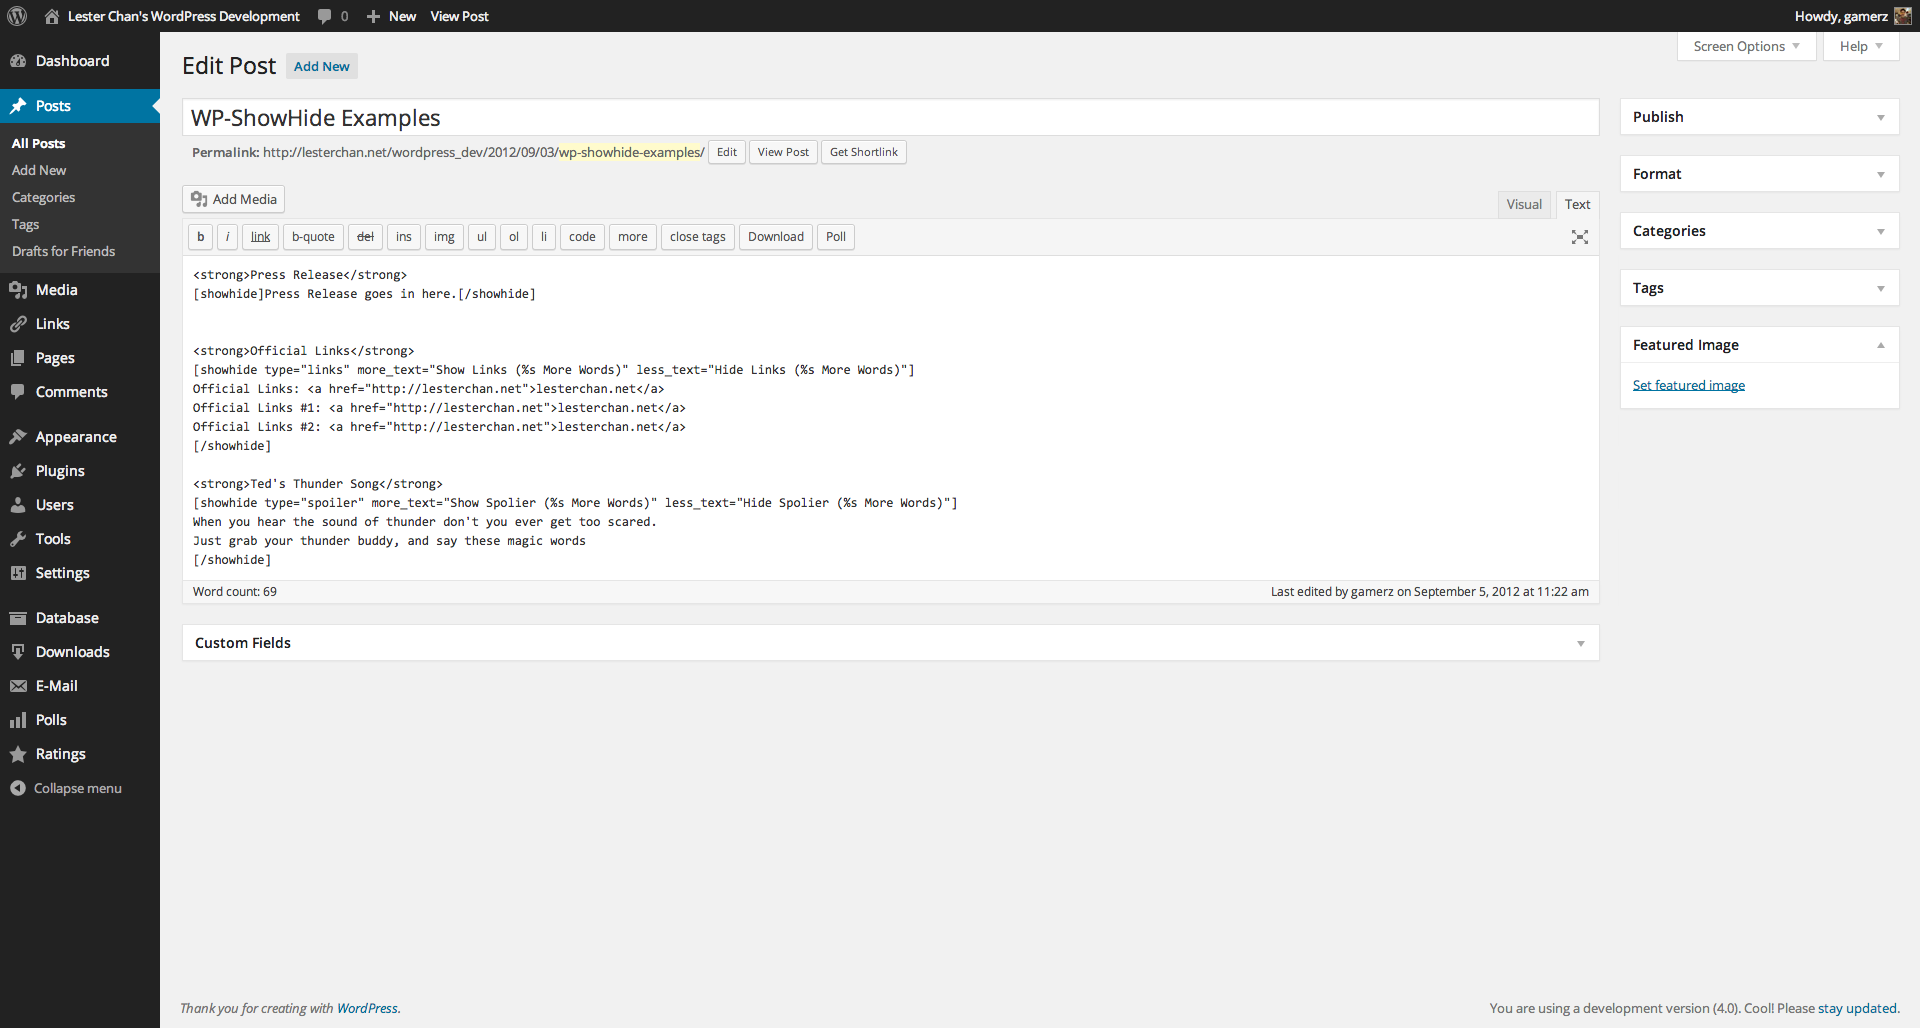 Lester Chan's WordPress Development 0 New View Post Howdy, gamerz
Screen Options Help
Dashboard
Posts
All Posts
Add New
Categories
Tags
Drafts for Friends
Media
Links
Pages
Comments
Appearance
Plugins
Users
Tools
Settings
Database
Downloads
E-Mail
Polls
Ratings
Collapse menu
Edit Post Add New
WP-ShowHide Examples
Permalink: http://lesterchan.net/wordpress_dev/2012/09/03/wp-showhide-examples/ Edit View Post Get Shortlink
Add Media
Visual Text
b i link b-quote del ins img ul ol li code more close tags Download Poll
<strong>Press Release</strong>
[showhide]Press Release goes in here.[/showhide]
<strong>Official Links</strong>
[showhide type="links" more_text="Show Links (%s More Words)" less_text="Hide Links (%s More Words)"]
Official Links: <a href="http://lesterchan.net">lesterchan.net</a>
Official Links #1: <a href="http://lesterchan.net">lesterchan.net</a>
Official Links #2: <a href="http://lesterchan.net">lesterchan.net</a>
[/showhide]
<strong>Ted's Thunder Song</strong>
[showhide type="spoiler" more_text="Show Spolier (%s More Words)" less_text="Hide Spolier (%s More Words)"]
When you hear the sound of thunder don't you ever get too scared.
Just grab your thunder buddy, and say these magic words
[/showhide]
Word count: 69 Last edited by gamerz on September 5, 2012 at 11:22 am
Custom Fields
Publish
Format
Categories
Tags
Featured Image
Set featured image
Thank you for creating with WordPress. You are using a development version (4.0). Cool! Please stay updated.